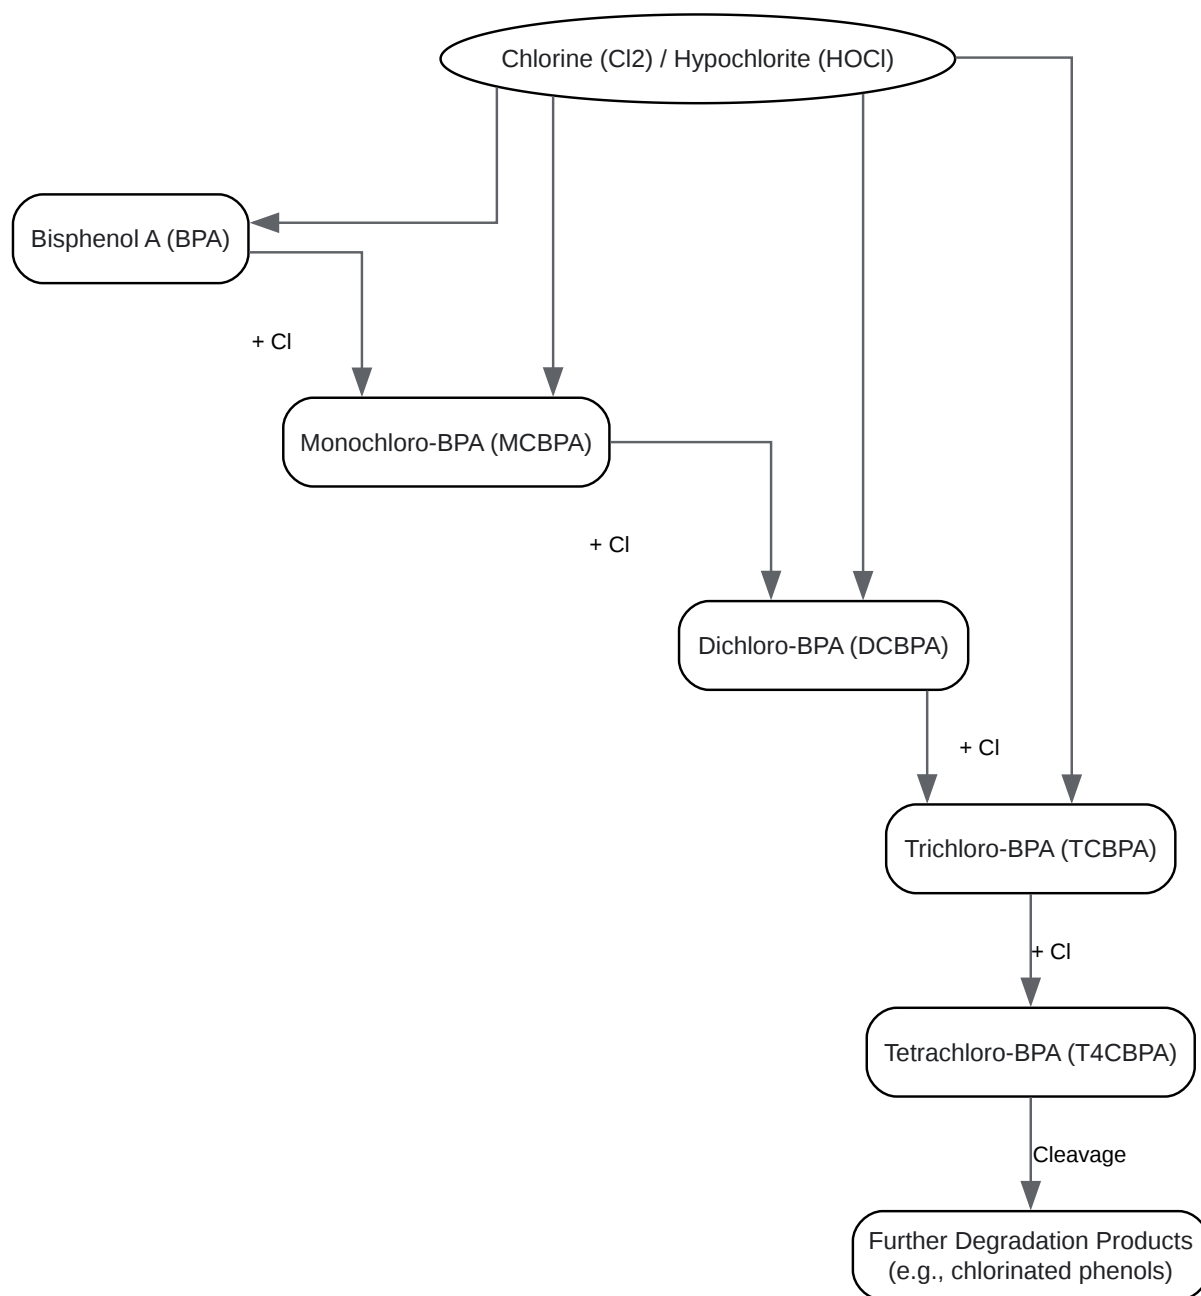 Chlorine (Cl2) / Hypochlorite (HOCl)
Bisphenol A (BPA)
+ Cl
Monochloro-BPA (MCBPA)
+ Cl
Dichloro-BPA (DCBPA)
+ Cl
Trichloro-BPA (TCBPA)
+ Cl
Tetrachloro-BPA (T4CBPA)
Cleavage
Further Degradation Products
(e.g., chlorinated phenols)